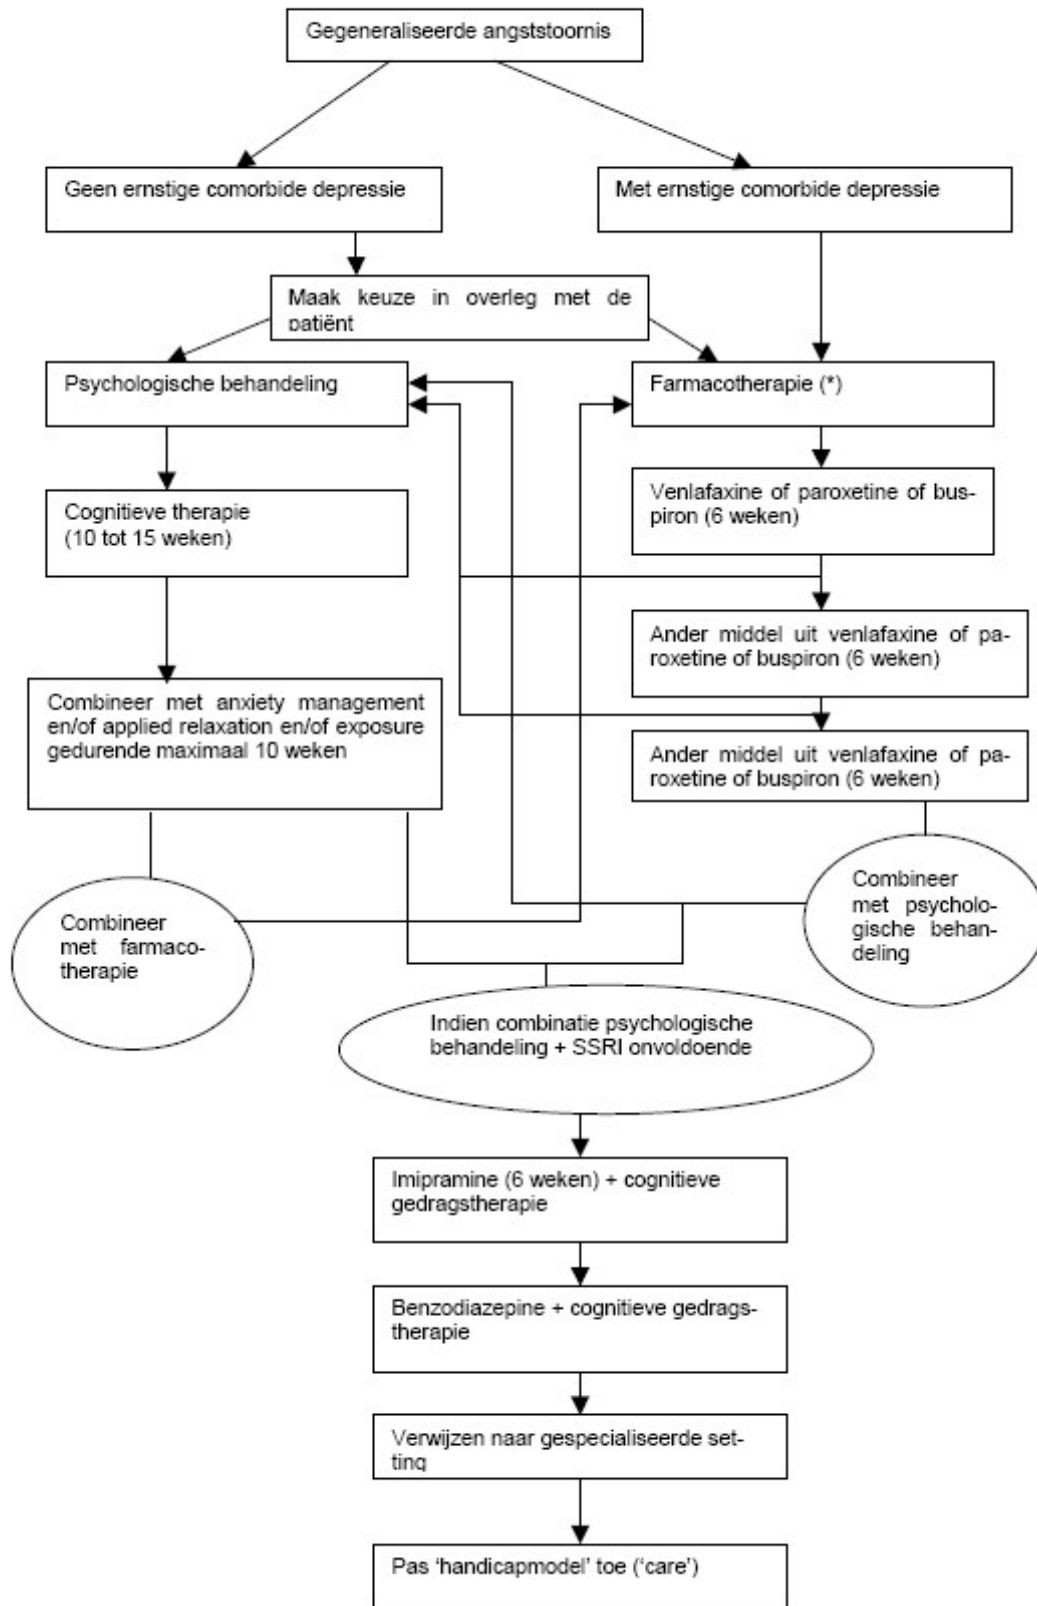 Gegeneraliseerde angststoornis
Geen ernstige comorbide depressie
Met ernstige comorbide depressie
Maak keuze in overleg met de
patiënt
Psychologische behandeling
Farmacotherapie (*)
Cognitieve therapie
(10 tot 15 weken)
Venlafaxine of paroxetine of bus-
piron (6 weken)
Ander middel uit venlafaxine of pa-
roxetine of buspiron (6 weken)
Combineer met anxiety management
en/of applied relaxation en/of exposure
gedurende maximaal 10 weken
Ander middel uit venlafaxine of pa-
roxetine of buspiron (6 weken)
Combineer
met farmaco-
therapie
Combineer
met psycholo-
gische behan-
deling
Indien combinatie psychologische
behandeling + SSRI onvoldoende
Imipramine (6 weken) + cognitieve
gedragstherapie
Benzodiazepine + cognitieve gedrags-
therapie
Verwijzen naar gespecialiseerde set-
ting
Pas ‘handicapmodel’ toe (‘care’)